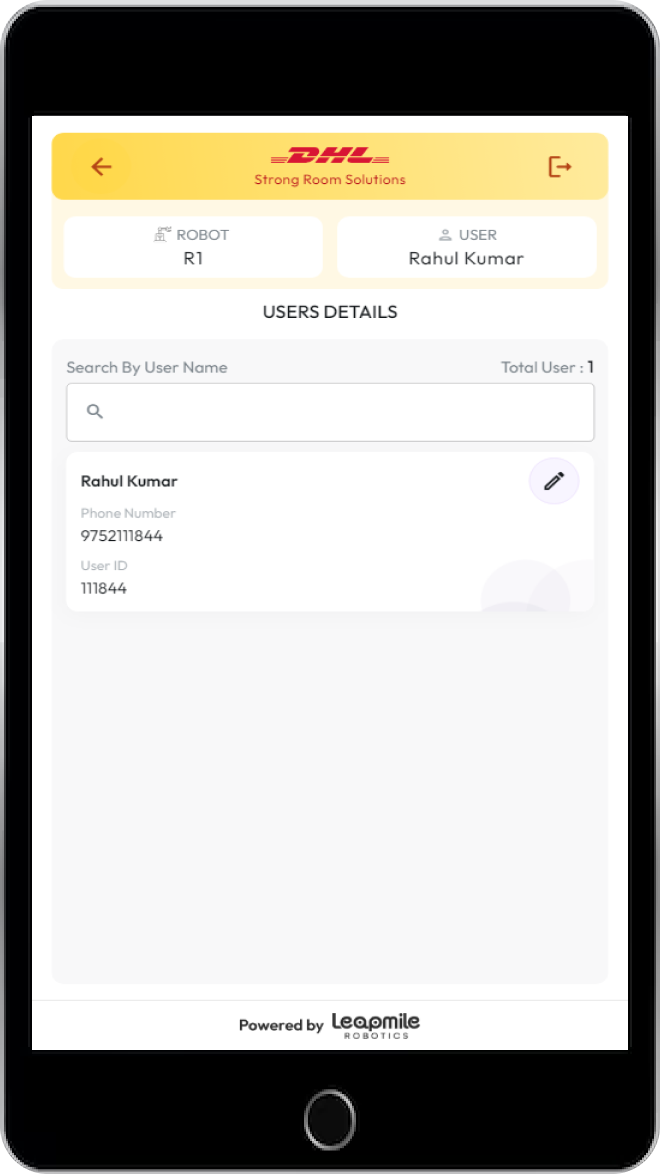 DHL
Strong Room Solutions
ROBOT
R1
USER
Rahul Kumar
USERS DETAILS
Search By User Name
Total User : 1
Rahul Kumar
Phone Number
9752111844
User ID
111844
Powered by Leapmile
ROBOTICS